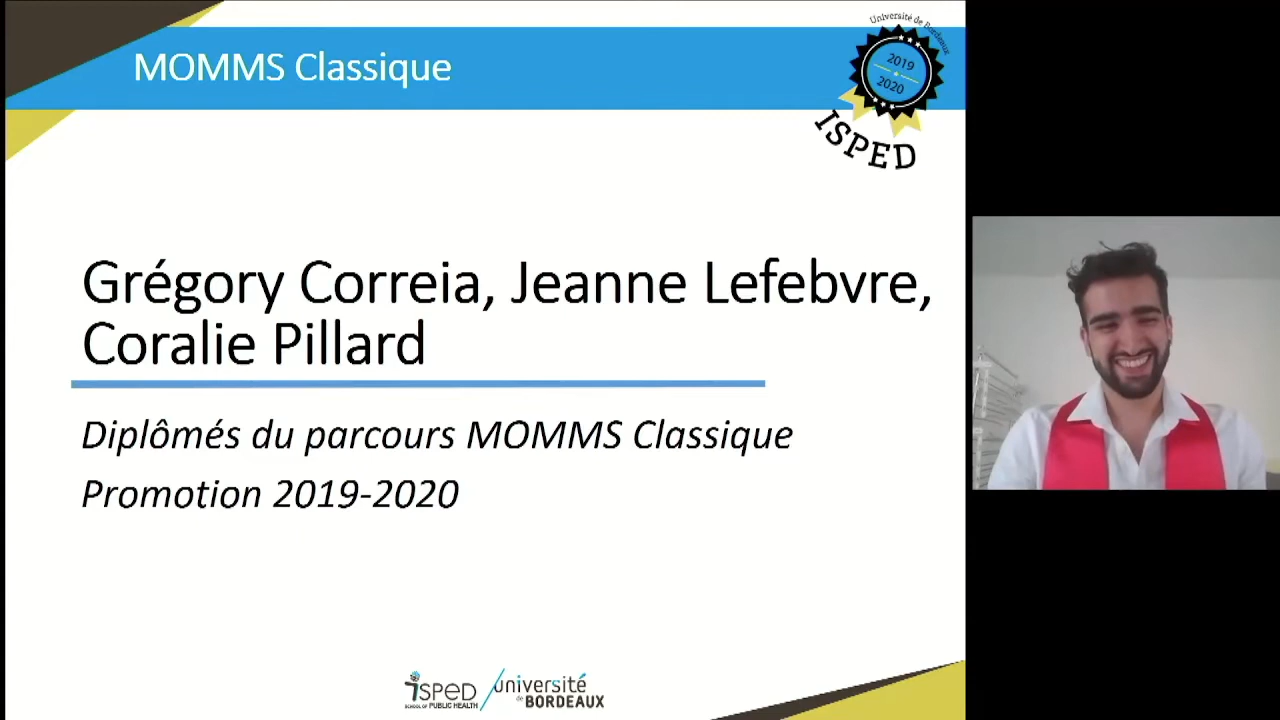 MOMMS Classique
Université de Bordeaux
2019
2020
ISPED
Grégory Correia, Jeanne Lefebvre,
Coralie Pillard
Diplômés du parcours MOMMS Classique
Promotion 2019-2020
isped
SCHOOL OF PUBLIC HEALTH
université
de BORDEAUX